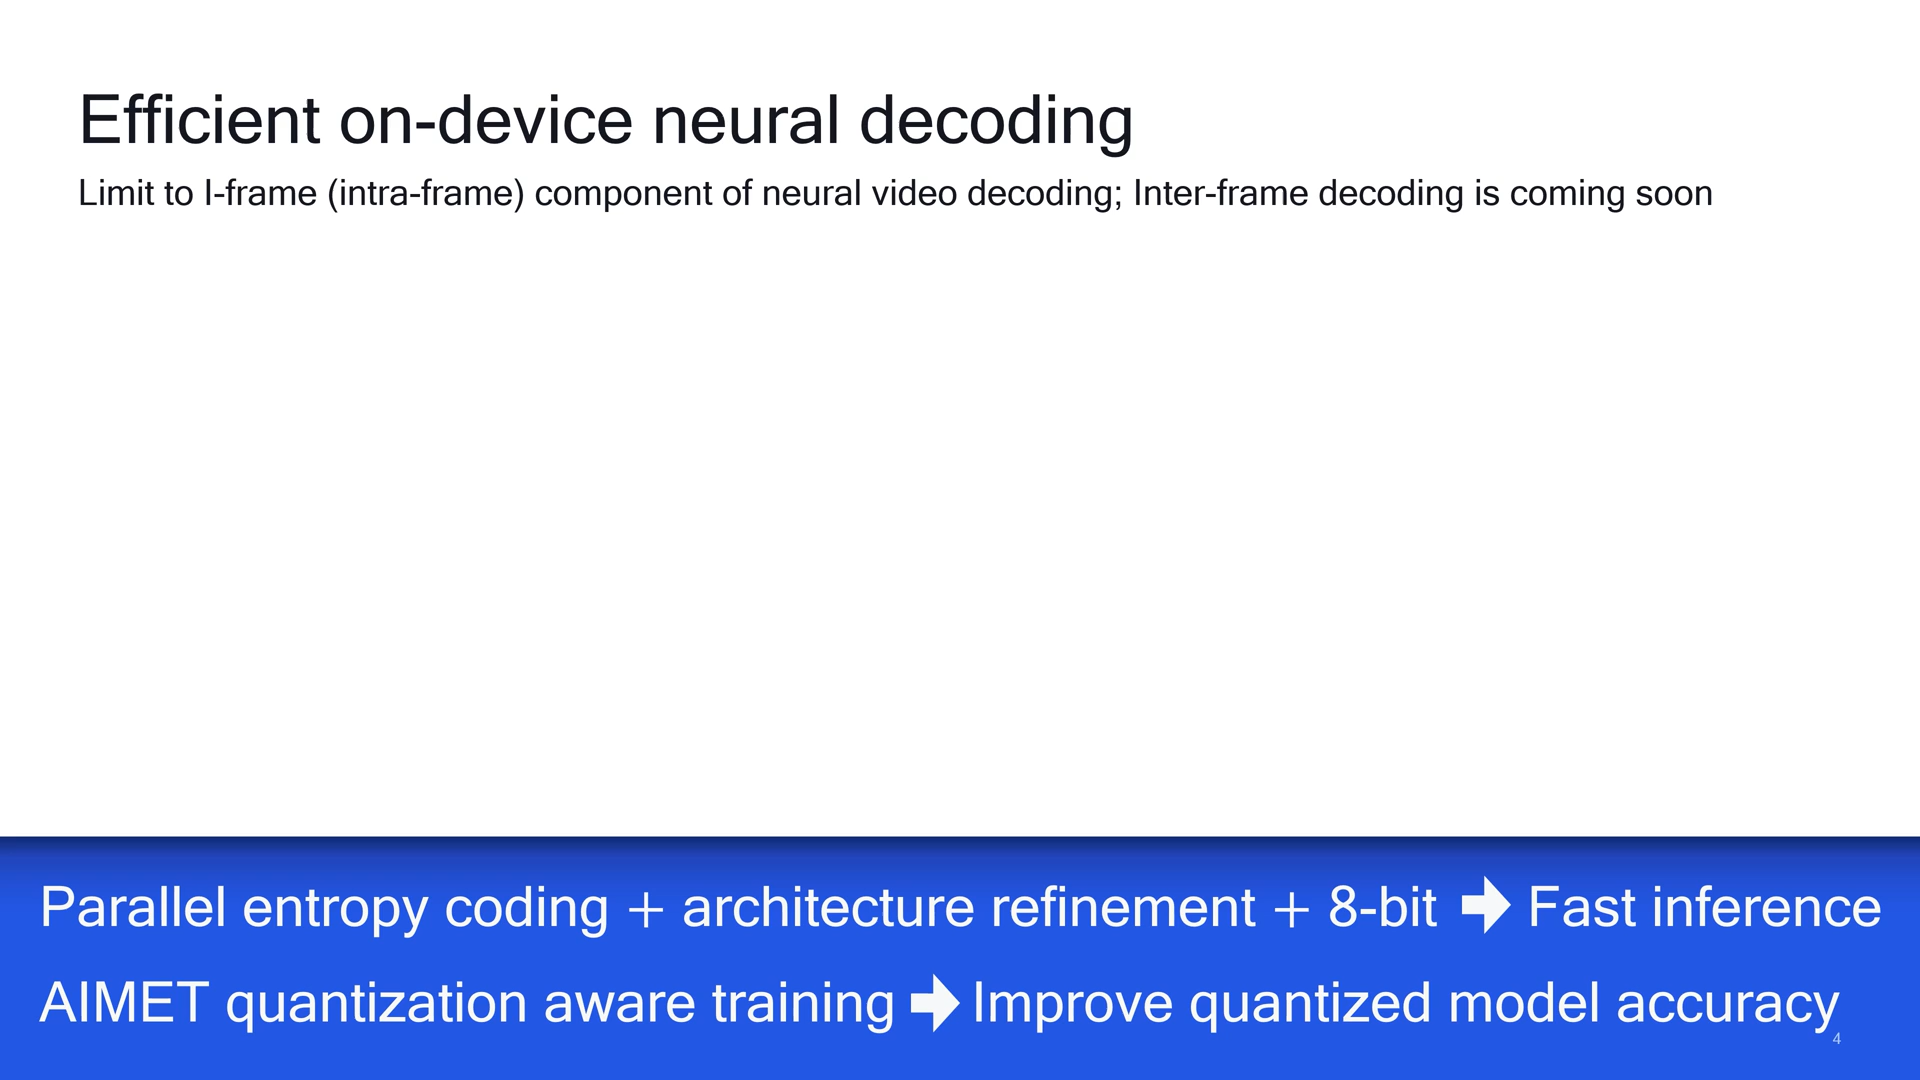 Efficient on-device neural decoding
Limit to I-frame (intra-frame) component of neural video decoding; Inter-frame decoding is coming soon
Parallel entropy coding + architecture refinement + 8-bit ➡ Fast inference
AIMET quantization aware training ➡ Improve quantized model accuracy
4